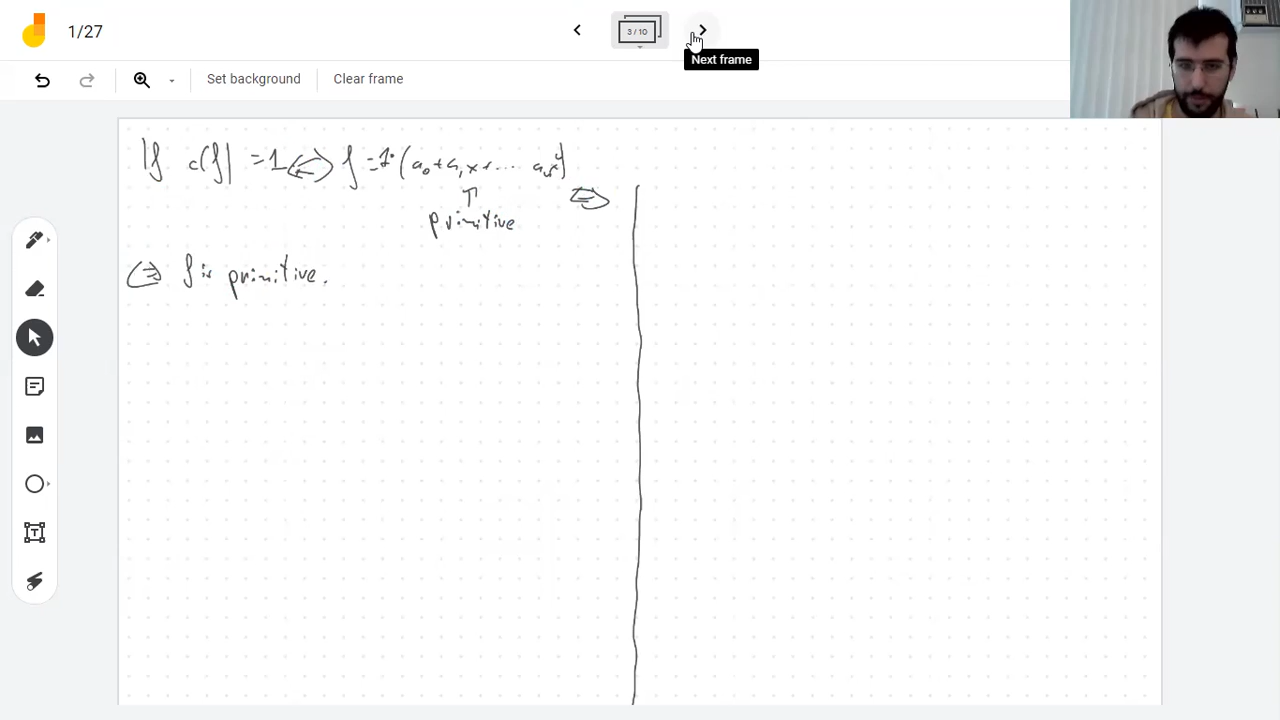 1/27
3 / 10
Next frame
Set background
Clear frame
If c(f) = 1 ⟺ f = 1·(a₀ + a₁x + ... aₙxⁿ) ⟺
↑
primitive
⟺ f is primitive.